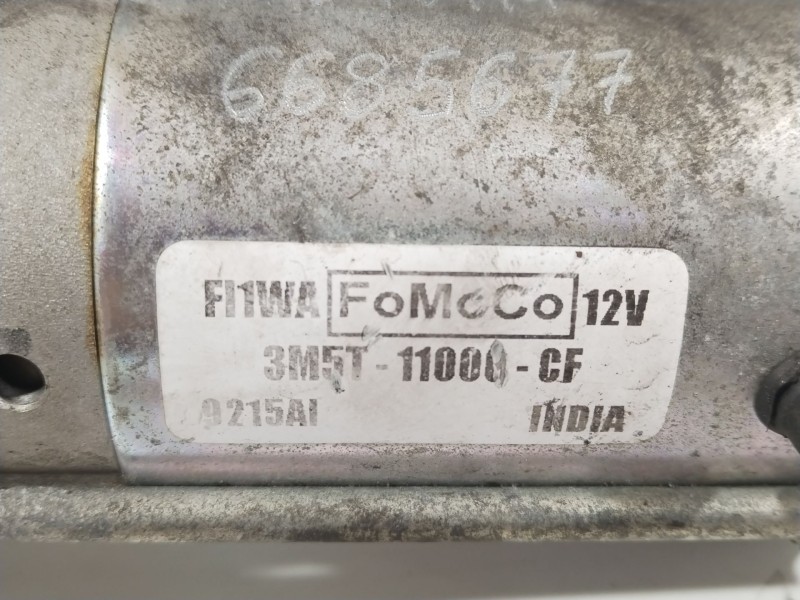 6685677
FI1WA FoMoCo 12V
3M5T - 11000 - CF
9215AI INDIA